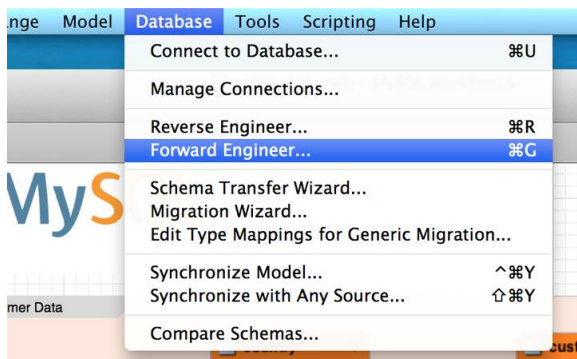 nge Model Database Tools Scripting Help
Connect to Database... ⌘U
Manage Connections...
Reverse Engineer... ⌘R
Forward Engineer... ⌘G
Schema Transfer Wizard...
MyS
Migration Wizard...
Edit Type Mappings for Generic Migration...
Synchronize Model... ^⌘Y
Synchronize with Any Source... ⇧⌘Y
mer Data
Compare Schemas...
cust